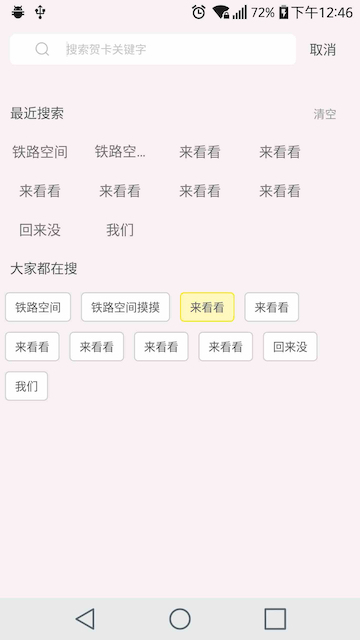 72% 下午12:46
搜索贺卡关键字 取消
最近搜索 清空
铁路空间 铁路空... 来看看 来看看
来看看 来看看 来看看 来看看
回来没 我们
大家都在搜
铁路空间 铁路空间摸摸 来看看 来看看
来看看 来看看 来看看 来看看 回来没
我们